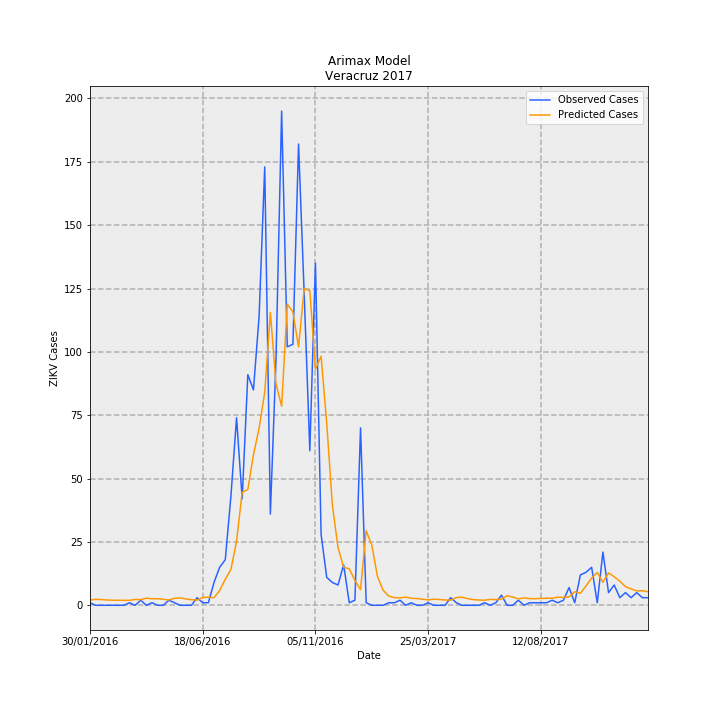 Arimax Model
Veracruz 2017
Observed Cases
Predicted Cases
200
175
150
125
100
75
50
25
0
ZIKV Cases
30/01/2016 18/06/2016 05/11/2016 25/03/2017 12/08/2017
Date